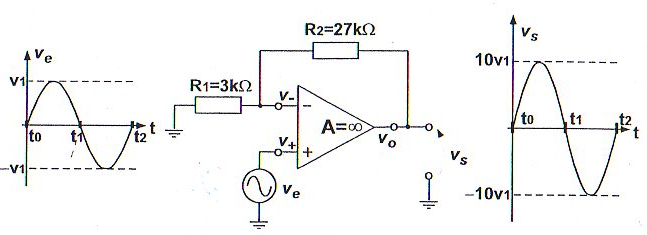 vₑ
v1
t0
t1
t2
t
–v1
R2=27kΩ
R1=3kΩ
v-
–
A=∞
v+
+
vₑ
vₒ
vₛ
vₛ
10v1
t0
t1
t2
t
–10v1